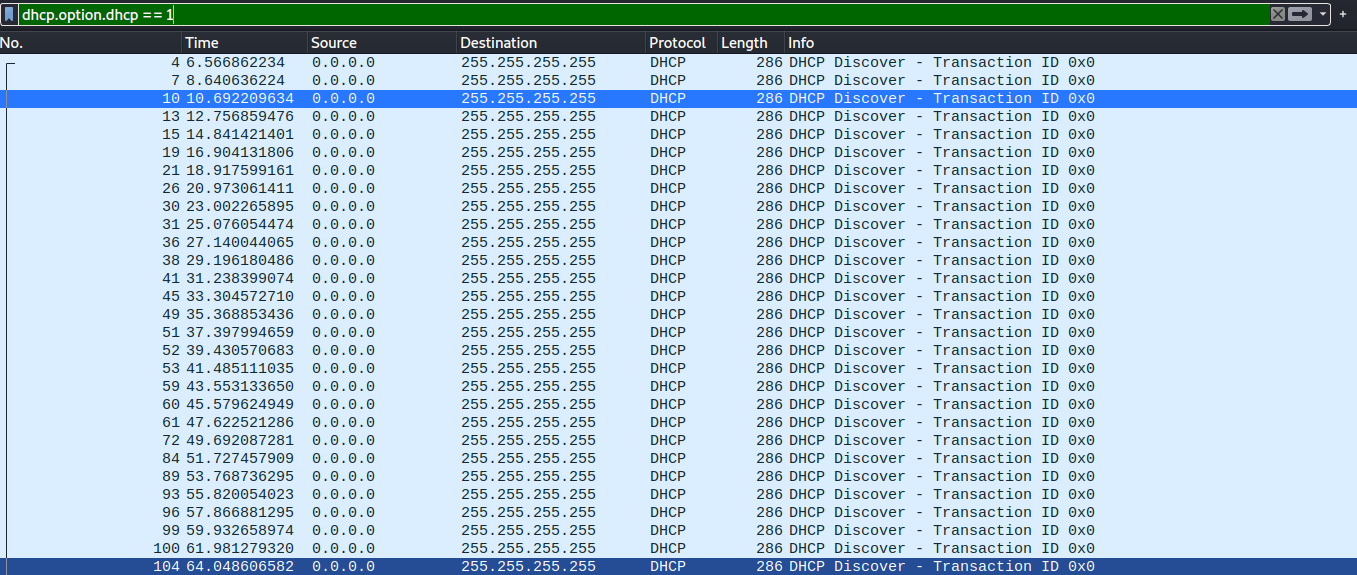 dhcp.option.dhcp == 1
No. Time Source Destination Protocol Length Info
4 6.566862234 0.0.0.0 255.255.255.255 DHCP 286 DHCP Discover - Transaction ID 0x0
7 8.640636224 0.0.0.0 255.255.255.255 DHCP 286 DHCP Discover - Transaction ID 0x0
10 10.692209634 0.0.0.0 255.255.255.255 DHCP 286 DHCP Discover - Transaction ID 0x0
13 12.756859476 0.0.0.0 255.255.255.255 DHCP 286 DHCP Discover - Transaction ID 0x0
15 14.841421401 0.0.0.0 255.255.255.255 DHCP 286 DHCP Discover - Transaction ID 0x0
19 16.904131806 0.0.0.0 255.255.255.255 DHCP 286 DHCP Discover - Transaction ID 0x0
21 18.917599161 0.0.0.0 255.255.255.255 DHCP 286 DHCP Discover - Transaction ID 0x0
26 20.973061411 0.0.0.0 255.255.255.255 DHCP 286 DHCP Discover - Transaction ID 0x0
30 23.002265895 0.0.0.0 255.255.255.255 DHCP 286 DHCP Discover - Transaction ID 0x0
31 25.076054474 0.0.0.0 255.255.255.255 DHCP 286 DHCP Discover - Transaction ID 0x0
36 27.140044065 0.0.0.0 255.255.255.255 DHCP 286 DHCP Discover - Transaction ID 0x0
38 29.196180486 0.0.0.0 255.255.255.255 DHCP 286 DHCP Discover - Transaction ID 0x0
41 31.238399074 0.0.0.0 255.255.255.255 DHCP 286 DHCP Discover - Transaction ID 0x0
45 33.304572710 0.0.0.0 255.255.255.255 DHCP 286 DHCP Discover - Transaction ID 0x0
49 35.368853436 0.0.0.0 255.255.255.255 DHCP 286 DHCP Discover - Transaction ID 0x0
51 37.397994659 0.0.0.0 255.255.255.255 DHCP 286 DHCP Discover - Transaction ID 0x0
52 39.430570683 0.0.0.0 255.255.255.255 DHCP 286 DHCP Discover - Transaction ID 0x0
53 41.485111035 0.0.0.0 255.255.255.255 DHCP 286 DHCP Discover - Transaction ID 0x0
59 43.553133650 0.0.0.0 255.255.255.255 DHCP 286 DHCP Discover - Transaction ID 0x0
60 45.579624949 0.0.0.0 255.255.255.255 DHCP 286 DHCP Discover - Transaction ID 0x0
61 47.622521286 0.0.0.0 255.255.255.255 DHCP 286 DHCP Discover - Transaction ID 0x0
72 49.692087281 0.0.0.0 255.255.255.255 DHCP 286 DHCP Discover - Transaction ID 0x0
84 51.727457909 0.0.0.0 255.255.255.255 DHCP 286 DHCP Discover - Transaction ID 0x0
89 53.768736295 0.0.0.0 255.255.255.255 DHCP 286 DHCP Discover - Transaction ID 0x0
93 55.820054023 0.0.0.0 255.255.255.255 DHCP 286 DHCP Discover - Transaction ID 0x0
96 57.866881295 0.0.0.0 255.255.255.255 DHCP 286 DHCP Discover - Transaction ID 0x0
99 59.932658974 0.0.0.0 255.255.255.255 DHCP 286 DHCP Discover - Transaction ID 0x0
100 61.981279320 0.0.0.0 255.255.255.255 DHCP 286 DHCP Discover - Transaction ID 0x0
104 64.048606582 0.0.0.0 255.255.255.255 DHCP 286 DHCP Discover - Transaction ID 0x0